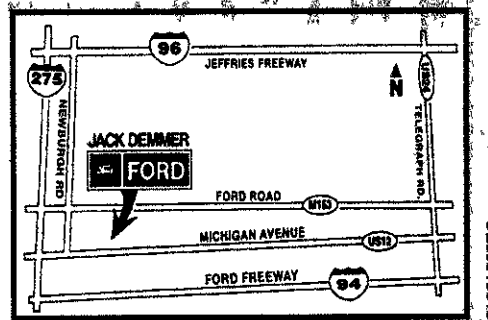 96
JEFFRIES FREEWAY
275
US24
N
NEWBURGH RD
TELEGRAPH RD.
JACK DEMMER
FORD
FORD ROAD
M153
MICHIGAN AVENUE
US12
FORD FREEWAY
94